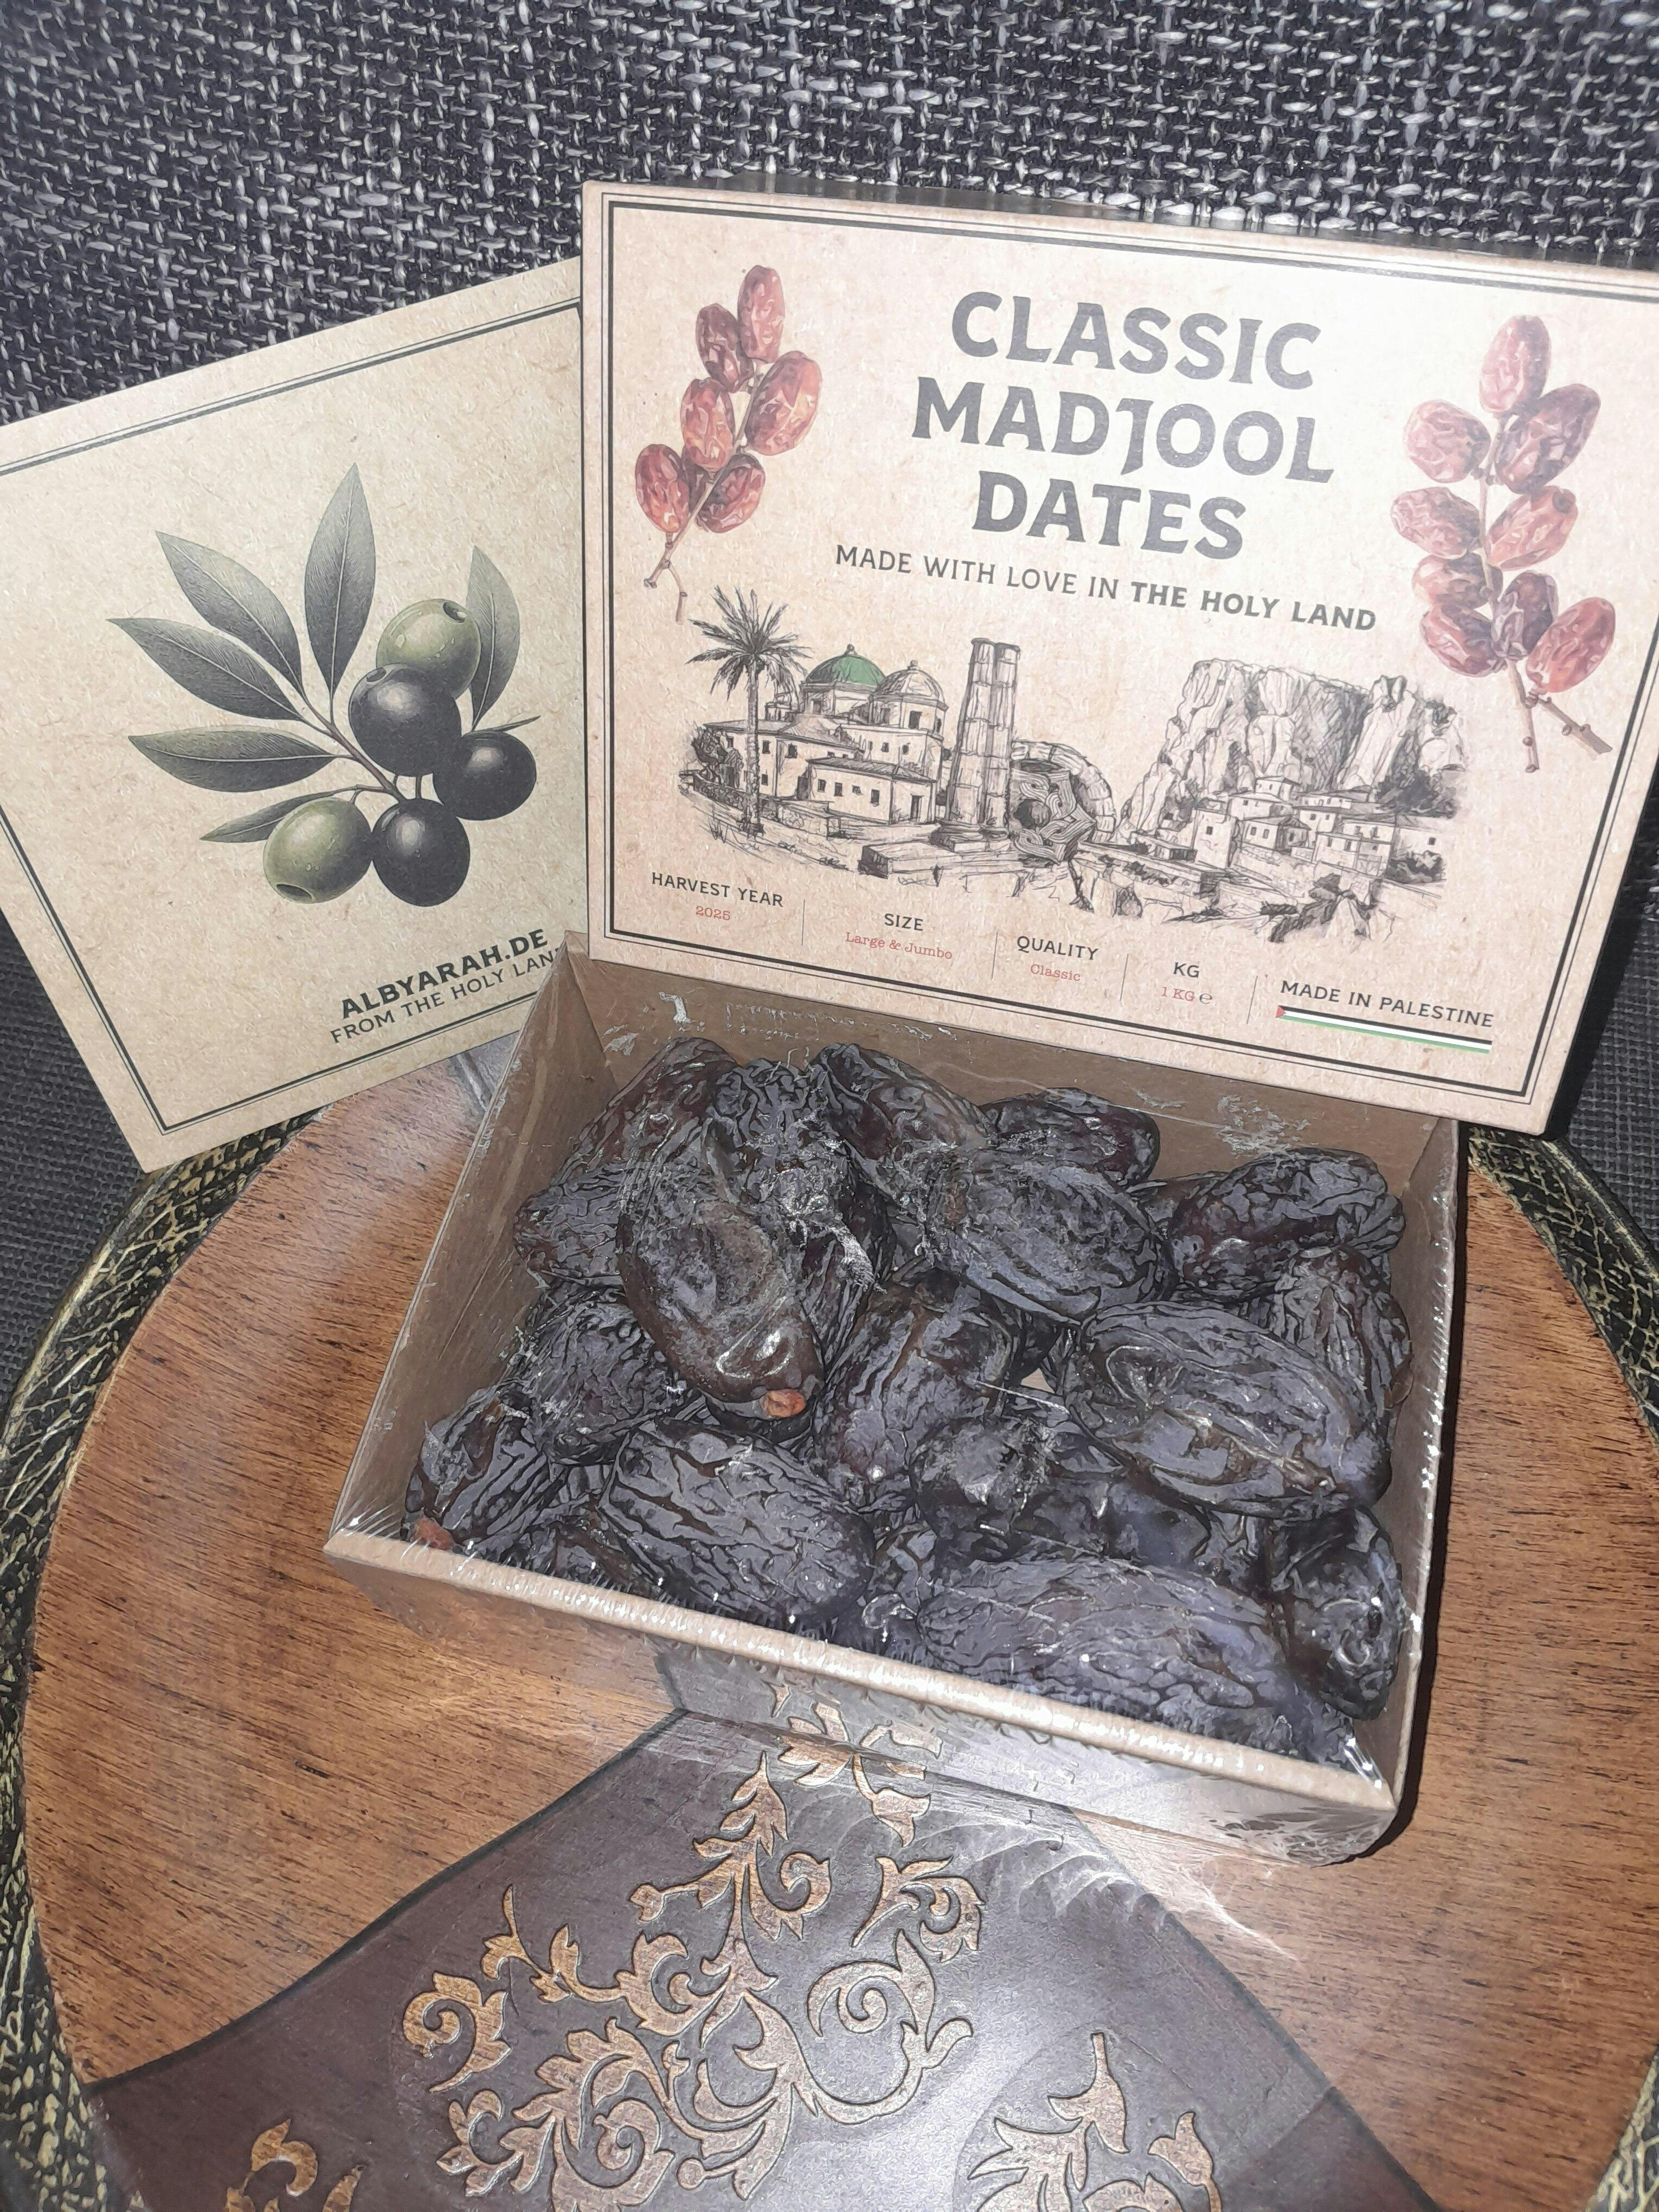 CLASSIC
MADJOOL
DATES
MADE WITH LOVE IN THE HOLY LAND
HARVEST YEAR
2025
SIZE
Large & Jumbo
QUALITY
Classic
KG
1 KG ℮
MADE IN PALESTINE
ALBYARAH.DE
FROM THE HOLY LAND